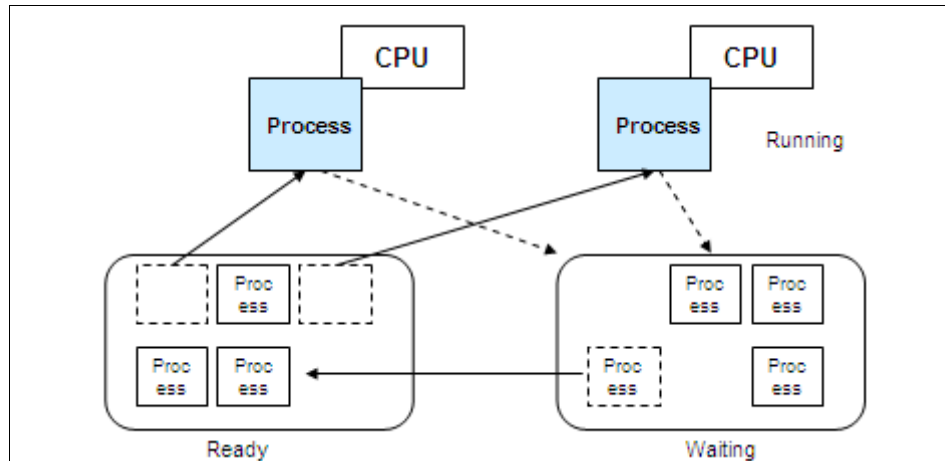 CPU
CPU
Process
Process
Running
Proc
ess
Proc
ess
Proc
ess
Proc
ess
Proc
ess
Proc
ess
Proc
ess
Proc
ess
Ready
Waiting